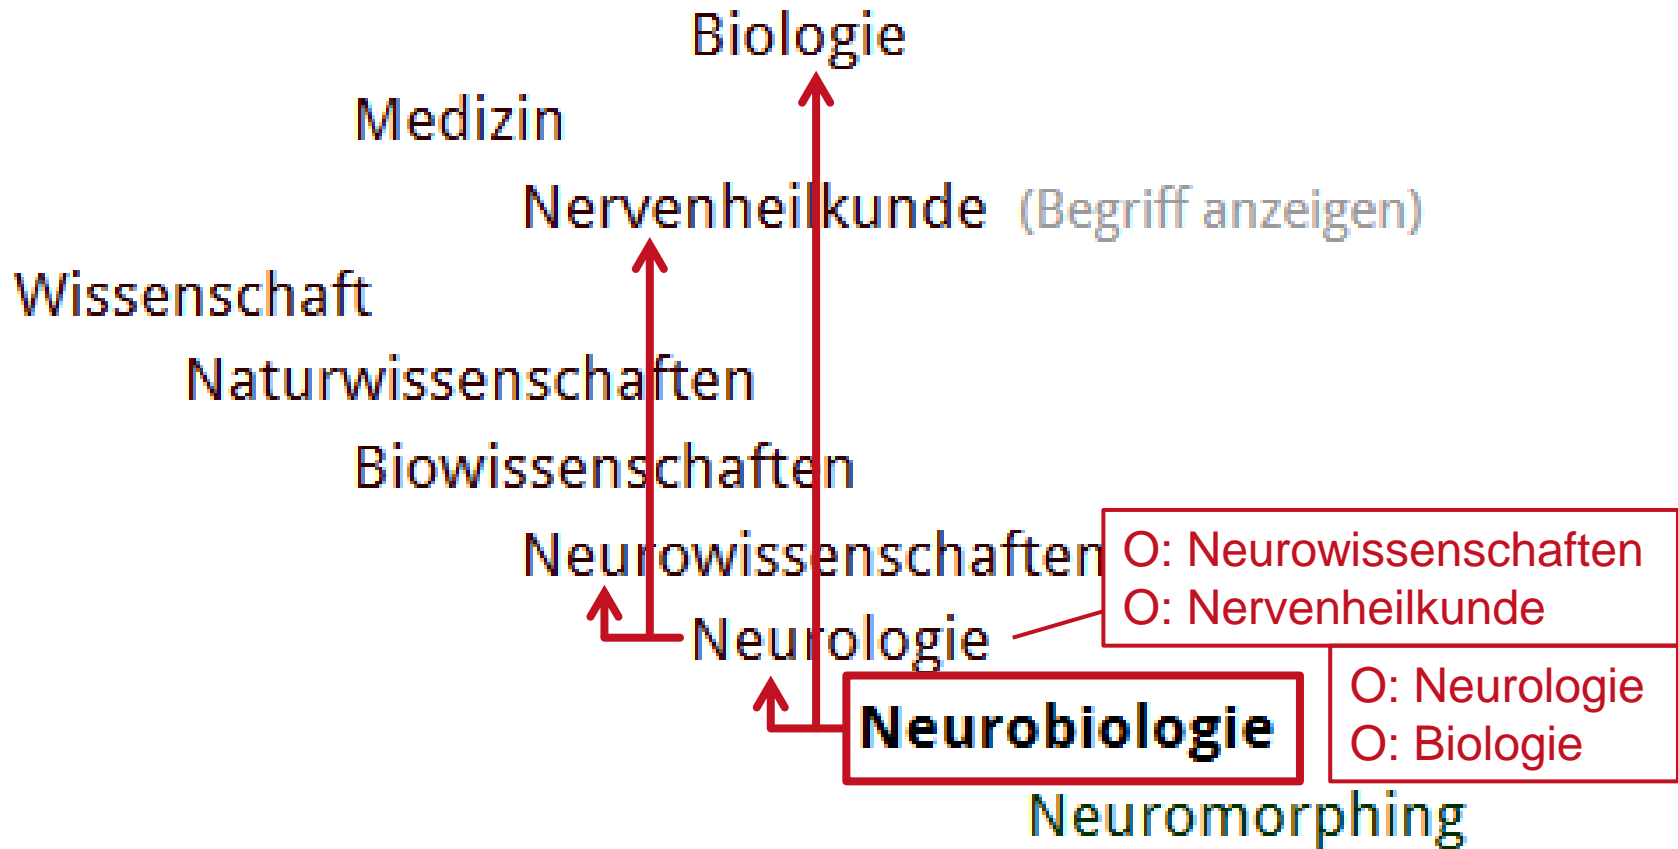 Biologie
Medizin
Nervenheilkunde (Begriff anzeigen)
Wissenschaft
Naturwissenschaften
Biowissenschaften
Neurowissenschaften
O: Neurowissenschaften
O: Nervenheilkunde
Neurologie
O: Neurologie
O: Biologie
Neurobiologie
Neuromorphing